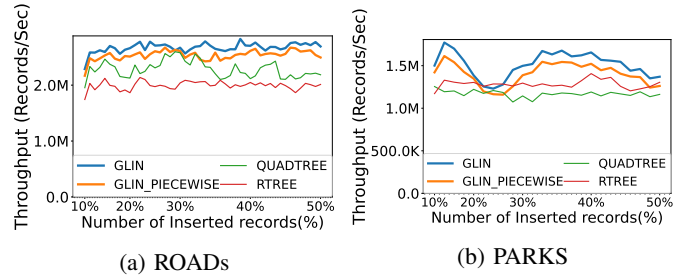 Throughput (Records/Sec)
2.0M
1.0M
0.0
GLIN
GLIN_PIECEWISE
QUADTREE
RTREE
10% 20% 30% 40% 50%
Number of Inserted records(%)
(a) ROADs
Throughput (Records/Sec)
1.5M
1.0M
500.0K
0.0
GLIN
GLIN_PIECEWISE
QUADTREE
RTREE
10% 20% 30% 40% 50%
Number of Inserted records(%)
(b) PARKS